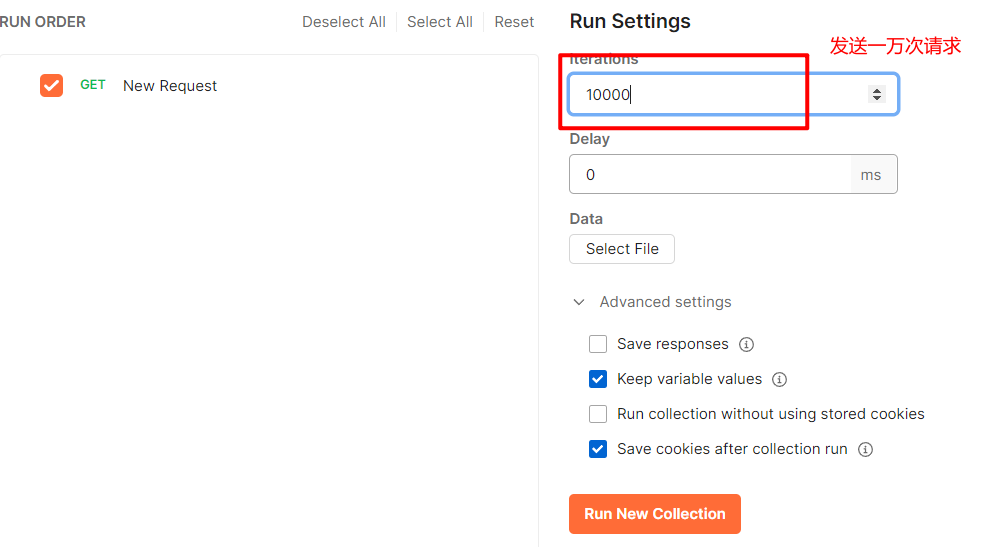 RUN ORDER
Deselect All
Select All
Reset
GET New Request
Run Settings
发送一万次请求
Iterations
10000
Delay
0 ms
Data
Select File
Advanced settings
Save responses
Keep variable values
Run collection without using stored cookies
Save cookies after collection run
Run New Collection